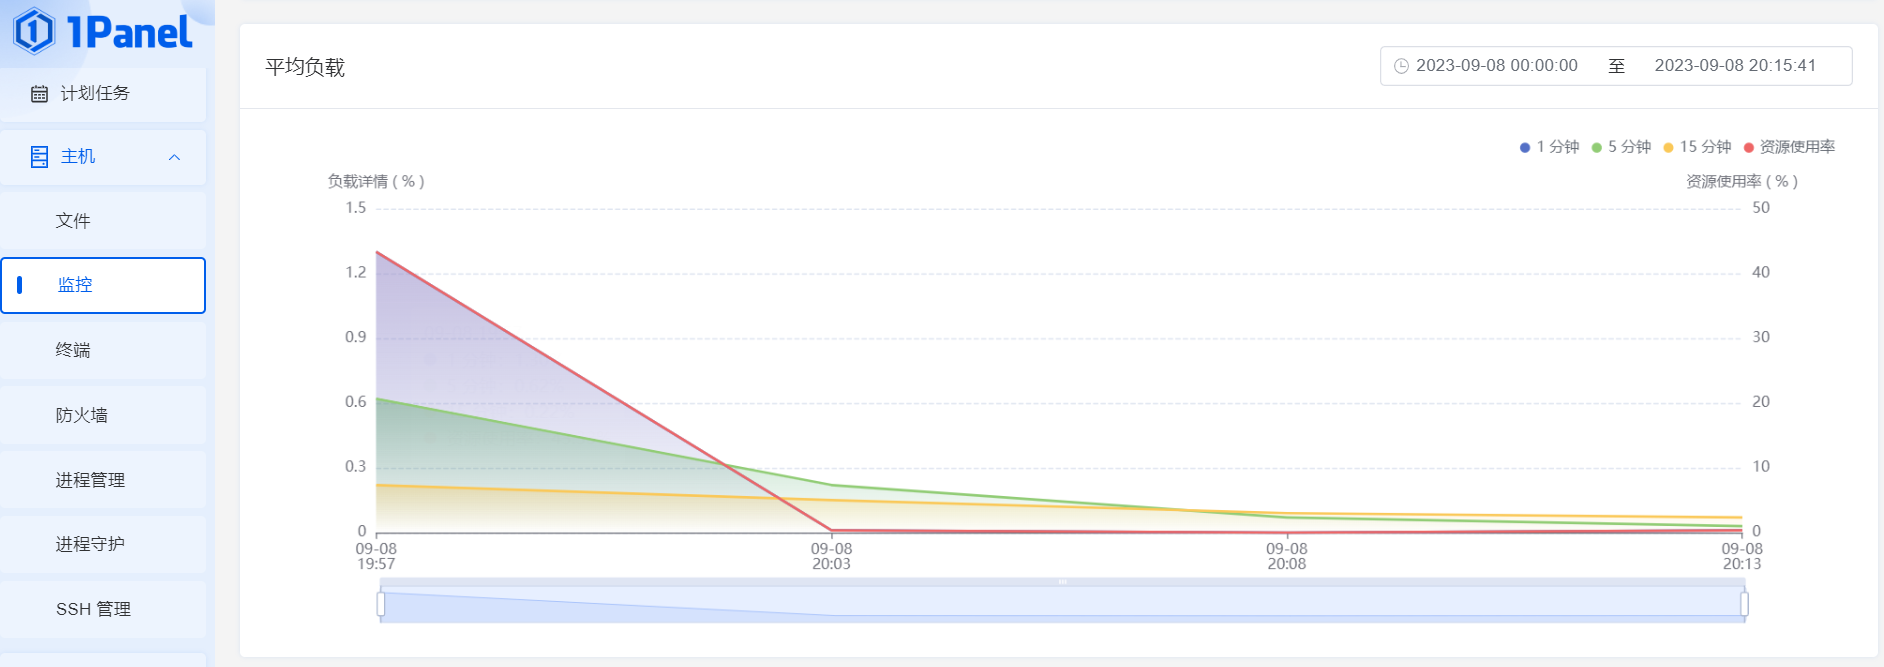 1Panel
计划任务
主机
文件
监控
终端
防火墙
进程管理
进程守护
SSH 管理
平均负载
2023-09-08 00:00:00 至 2023-09-08 20:15:41
1 分钟 5 分钟 15 分钟 资源使用率
负载详情 ( % ) 资源使用率 ( % )
1.5 50
1.2 40
0.9 30
0.6 20
0.3 10
0 0
09-08 09-08 09-08 09-08
19:57 20:03 20:08 20:13